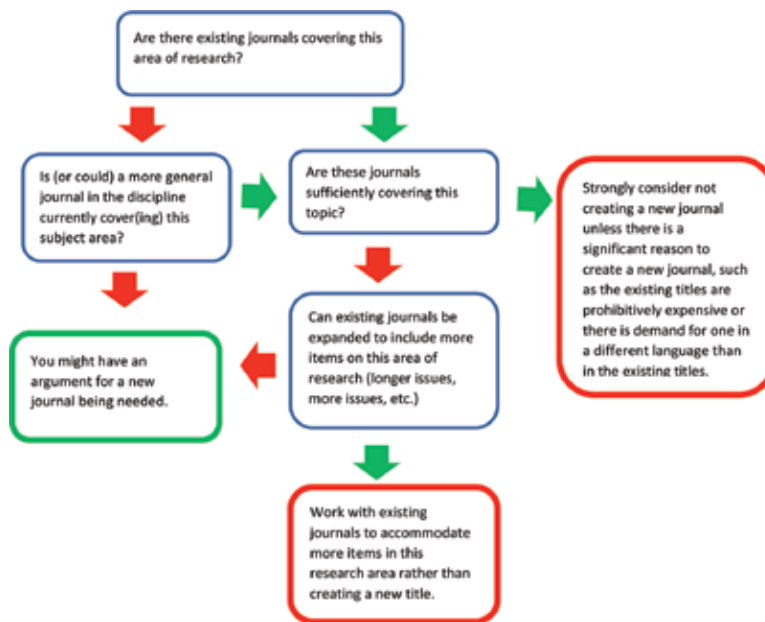 Are there existing journals covering this
area of research?
Is (or could) a more general
journal in the discipline
currently cover(ing) this
subject area?
Are these journals
sufficiently covering this
topic?
Strongly consider not
creating a new journal
unless there is a
significant reason to
create a new journal, such
as the existing titles are
prohibitively expensive or
there is demand for one in
a different language than
in the existing titles.
You might have an
argument for a new
journal being needed.
Can existing journals be
expanded to include more
items on this area of
research (longer issues,
more issues, etc.)
Work with existing
journals to accommodate
more items in this
research area rather than
creating a new title.